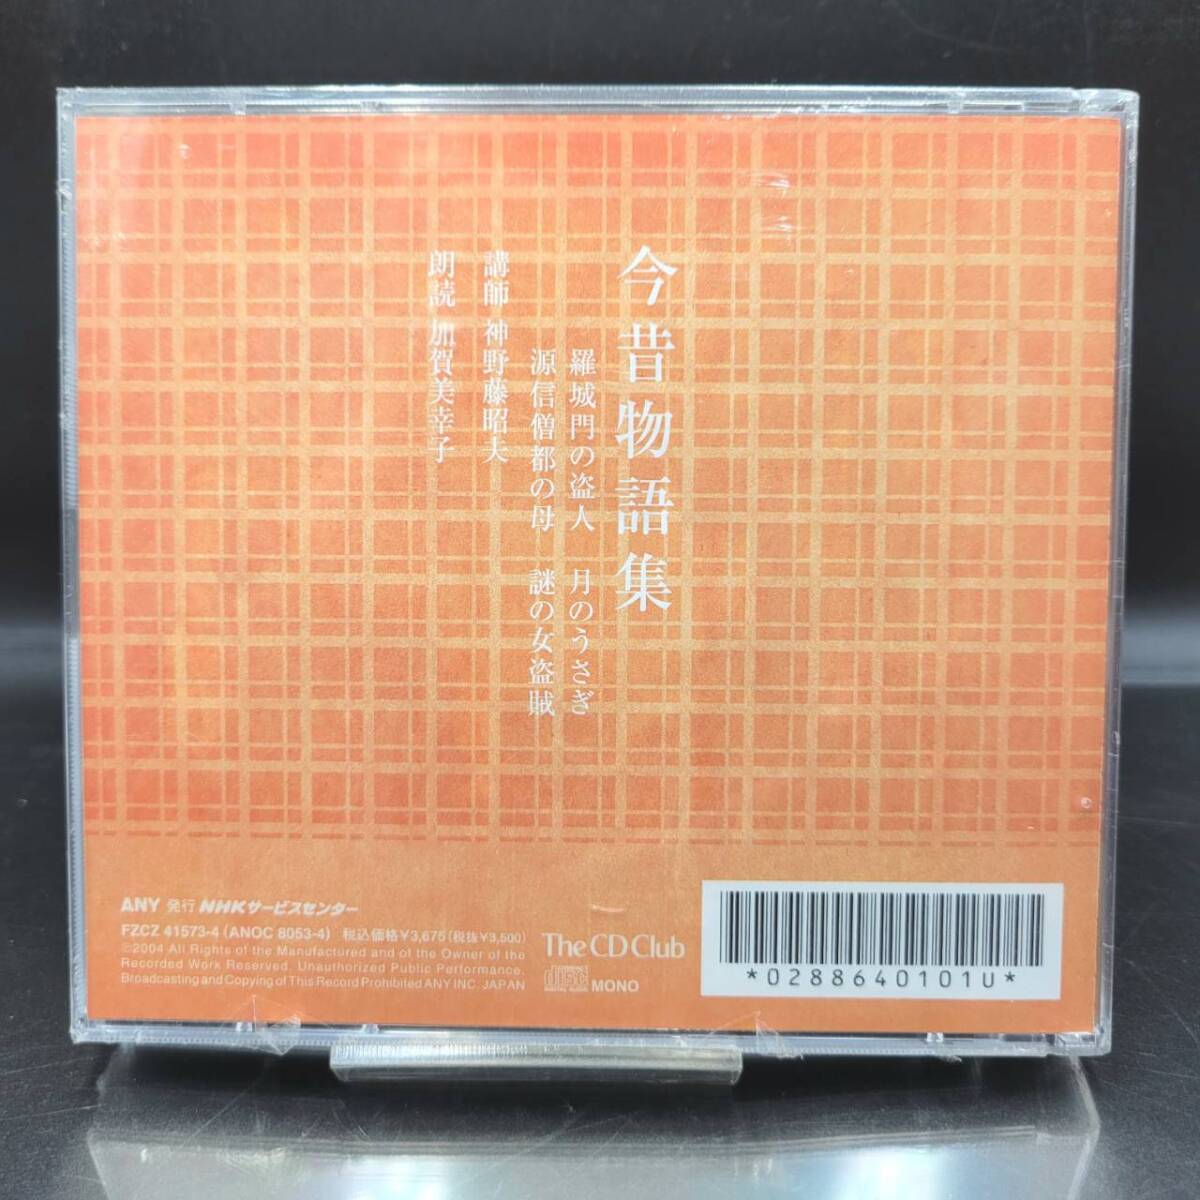 今昔物語集
羅城門の盗人　月のうさぎ
源信僧都の母　謎の女盗賊
講師 神野藤昭夫
朗読 加賀美幸子
ANY 発行 NHKサービスセンター
FZCZ 41573-4 (ANOC 8053-4) 税込価格¥3,675(税抜¥3,500)
℗2004 All Rights of the Manufactured and of the Owner of the
Recorded Work Reserved. Unauthorized Public Performance.
Broadcasting and Copying of This Record Prohibited ANY INC. JAPAN
The CD Club
disc
DIGITAL AUDIO
MONO
*0288640101U*